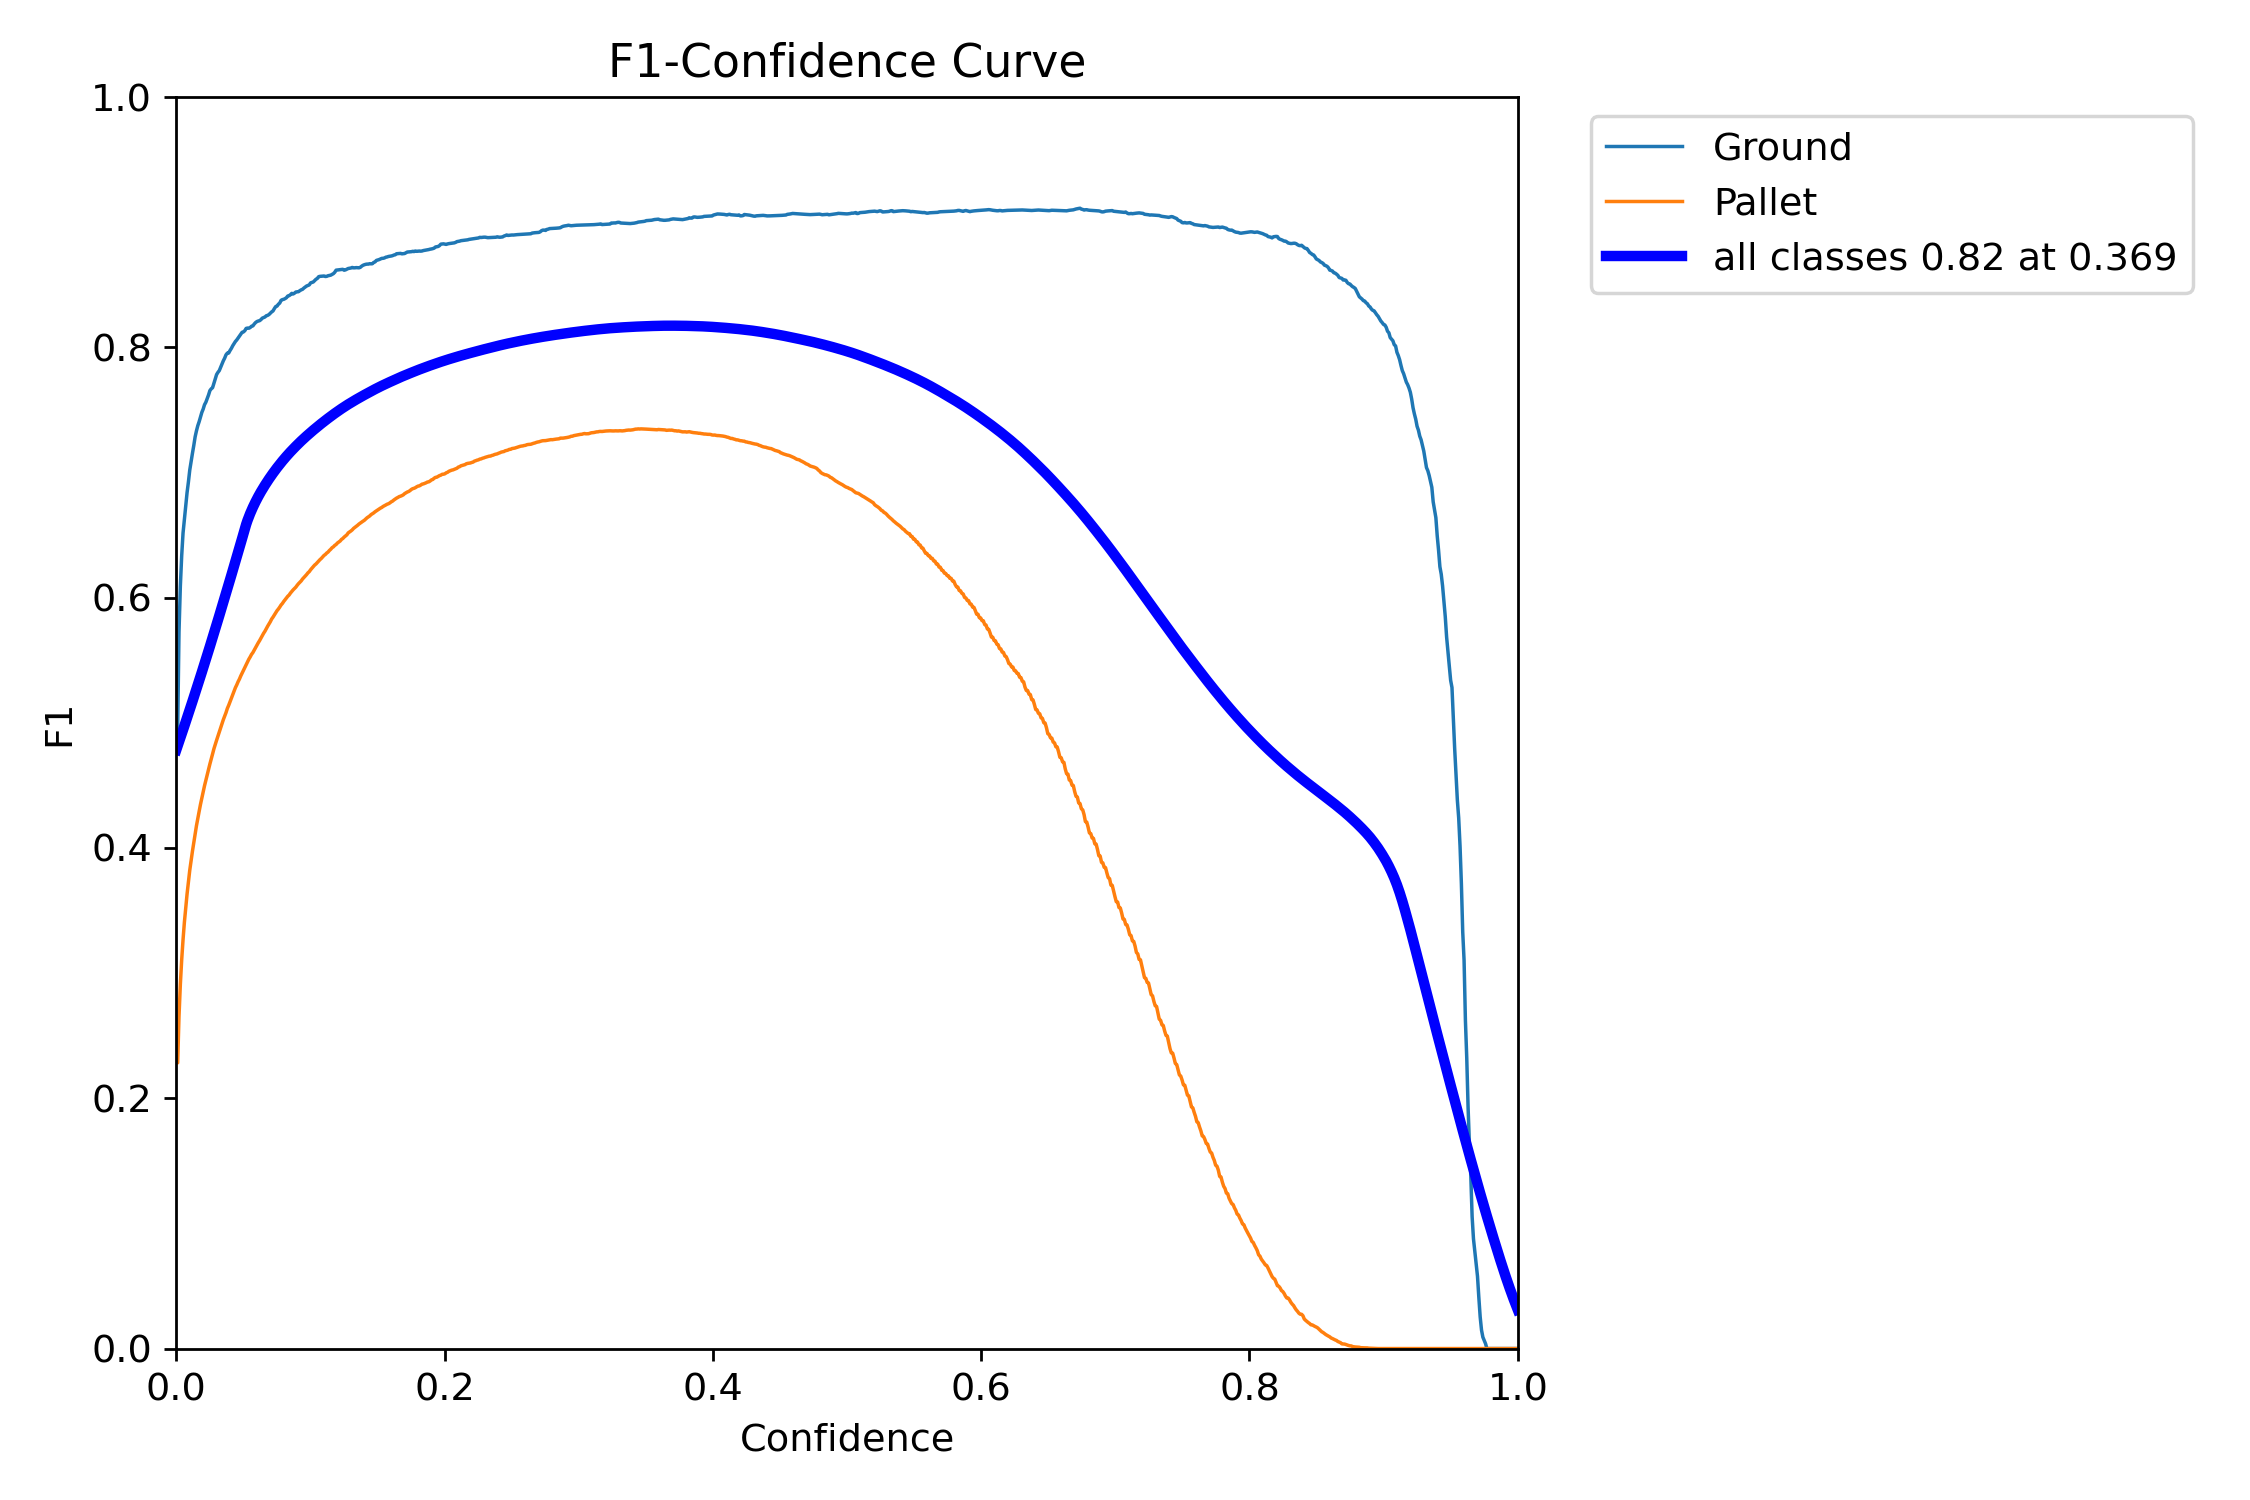 F1-Confidence Curve
1.0
0.8
0.6
0.4
0.2
0.0
F1
0.0 0.2 0.4 0.6 0.8 1.0
Confidence
Ground
Pallet
all classes 0.82 at 0.369